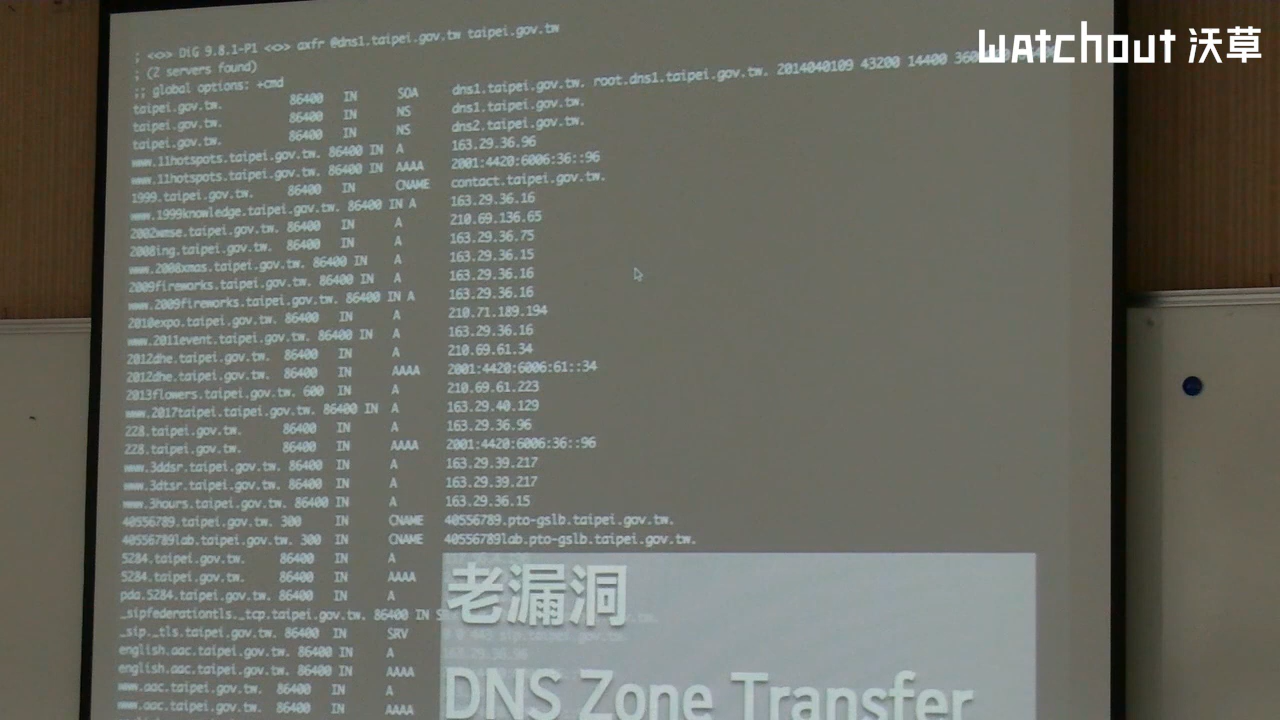 watchout 沃草
; <<>> DiG 9.8.1-P1 <<>> axfr @dns1.taipei.gov.tw taipei.gov.tw
; (2 servers found)
;; global options: +cmd
taipei.gov.tw. 86400 IN SOA dns1.taipei.gov.tw. root.dns1.taipei.gov.tw. 2014040109 43200 14400
taipei.gov.tw. 86400 IN NS dns1.taipei.gov.tw.
taipei.gov.tw. 86400 IN NS dns2.taipei.gov.tw.
www.11hotspots.taipei.gov.tw. 86400 IN A 163.29.36.96
www.11hotspots.taipei.gov.tw. 86400 IN AAAA 2001:4420:6006:36::96
1999.taipei.gov.tw. 86400 IN CNAME contact.taipei.gov.tw.
www.1999knowledge.taipei.gov.tw. 86400 IN A 163.29.36.16
2002wmse.taipei.gov.tw. 86400 IN A 210.69.136.65
2008ing.taipei.gov.tw. 86400 IN A 163.29.36.75
www.2008xmas.taipei.gov.tw. 86400 IN A 163.29.36.15
2009fireworks.taipei.gov.tw. 86400 IN A 163.29.36.16
www.2009fireworks.taipei.gov.tw. 86400 IN A 163.29.36.16
2010expo.taipei.gov.tw. 86400 IN A 210.71.189.194
www.2011event.taipei.gov.tw. 86400 IN A 163.29.36.16
2012dhe.taipei.gov.tw. 86400 IN A 210.69.61.34
2012dhe.taipei.gov.tw. 86400 IN AAAA 2001:4420:6006:61::34
2013flowers.taipei.gov.tw. 600 IN A 210.69.61.223
www.2017taipei.taipei.gov.tw. 86400 IN A 163.29.40.129
228.taipei.gov.tw. 86400 IN A 163.29.36.96
228.taipei.gov.tw. 86400 IN AAAA 2001:4420:6006:36::96
www.3ddsr.taipei.gov.tw. 86400 IN A 163.29.39.217
www.3dtsr.taipei.gov.tw. 86400 IN A 163.29.39.217
www.3hours.taipei.gov.tw. 86400 IN A 163.29.36.15
40556789.taipei.gov.tw. 300 IN CNAME 40556789.pto-gslb.taipei.gov.tw.
40556789lab.taipei.gov.tw. 300 IN CNAME 40556789lab.pto-gslb.taipei.gov.tw.
5284.taipei.gov.tw. 86400 IN A
5284.taipei.gov.tw. 86400 IN AAAA
pda.5284.taipei.gov.tw. 86400 IN A
_sipfederationtls._tcp.taipei.gov.tw. 86400 IN
_sip._tls.taipei.gov.tw. 86400 IN SRV
english.aac.taipei.gov.tw. 86400 IN A
english.aac.taipei.gov.tw. 86400 IN AAAA
www.aac.taipei.gov.tw. 86400 IN A
www.aac.taipei.gov.tw. 86400 IN AAAA
老漏洞
DNS Zone Transfer